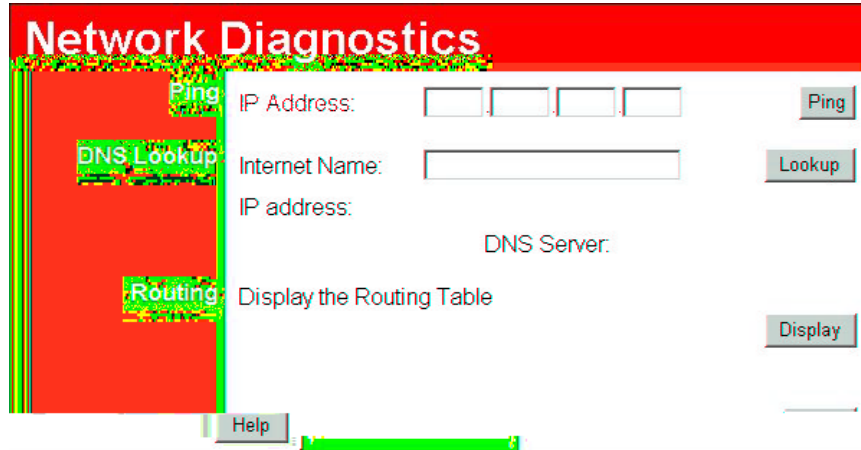 Network Diagnostics
Ping
IP Address: . . . Ping
DNS Lookup
Internet Name: Lookup
IP address:
DNS Server:
Routing
Display the Routing Table
Display
Help